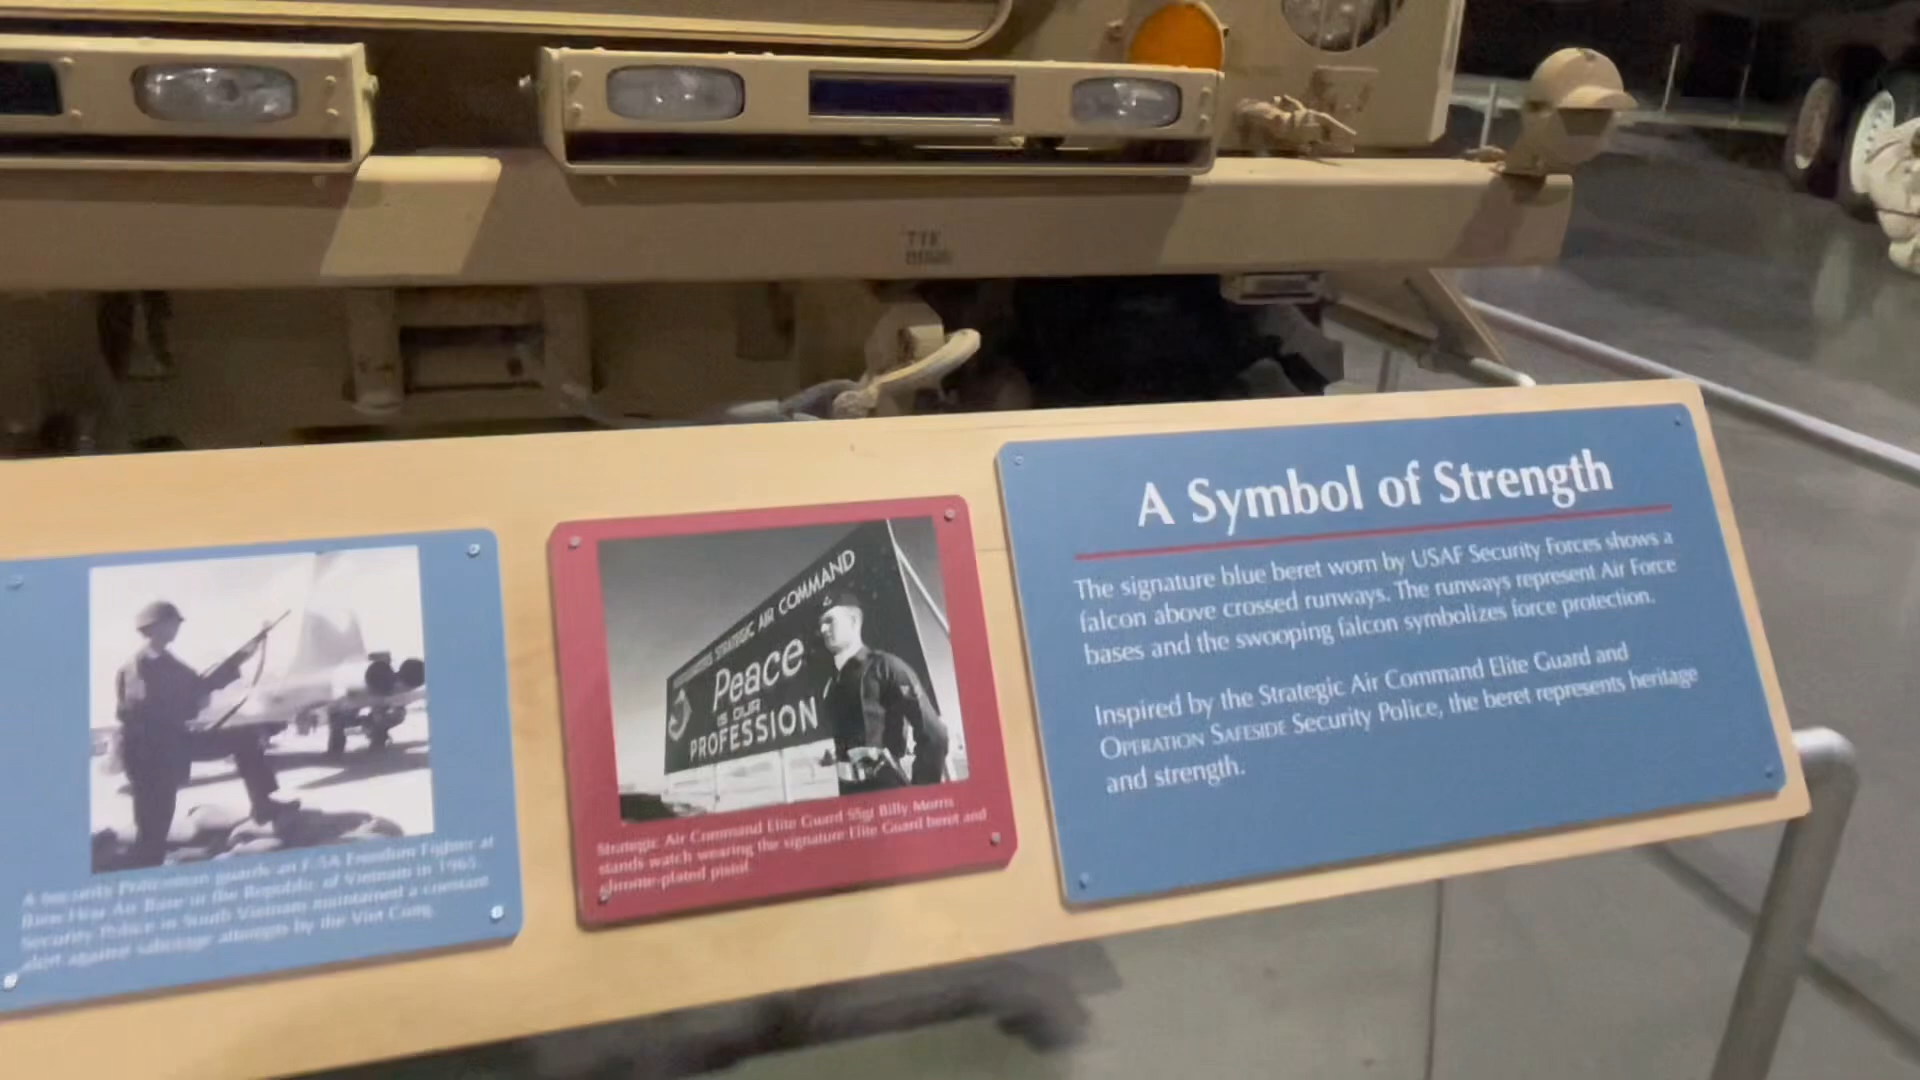 A Security Policeman guards an F-5A Freedom Fighter at
Bien Hoa Air Base in the Republic of Vietnam in 1965.
Security Police in South Vietnam maintained a constant
alert against sabotage attempts by the Viet Cong.
STRATEGIC AIR COMMAND
Peace
IS OUR
PROFESSION
Strategic Air Command Elite Guard SSgt Billy Morris
stands watch wearing the signature Elite Guard beret and
chrome-plated pistol.
A Symbol of Strength
The signature blue beret worn by USAF Security Forces shows a
falcon above crossed runways. The runways represent Air Force
bases and the swooping falcon symbolizes force protection.
Inspired by the Strategic Air Command Elite Guard and
OPERATION SAFESIDE Security Police, the beret represents heritage
and strength.